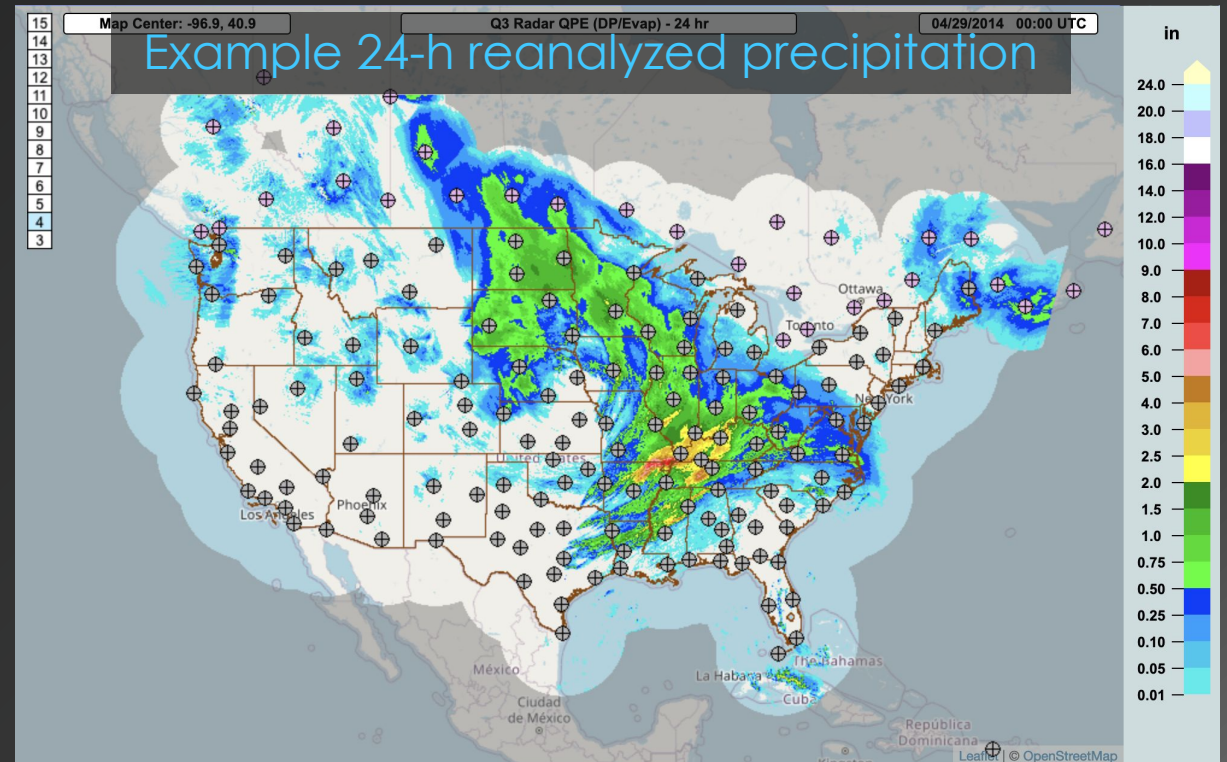 Map Center: -96.9, 40.9
Q3 Radar QPE (DP/Evap) - 24 hr
04/29/2014 00:00 UTC
Example 24-h reanalyzed precipitation
15
14
13
12
11
10
9
8
7
6
5
4
3
in
24.0
20.0
18.0
16.0
14.0
12.0
10.0
9.0
8.0
7.0
6.0
5.0
4.0
3.0
2.5
2.0
1.5
1.0
0.75
0.50
0.25
0.10
0.05
0.01
Ottawa
Toronto
New York
United States
Phoenix
Los Angeles
México
La Habana
The Bahamas
Cuba
Ciudad
de México
República
Dominicana
Kingston
Leaflet | © OpenStreetMap